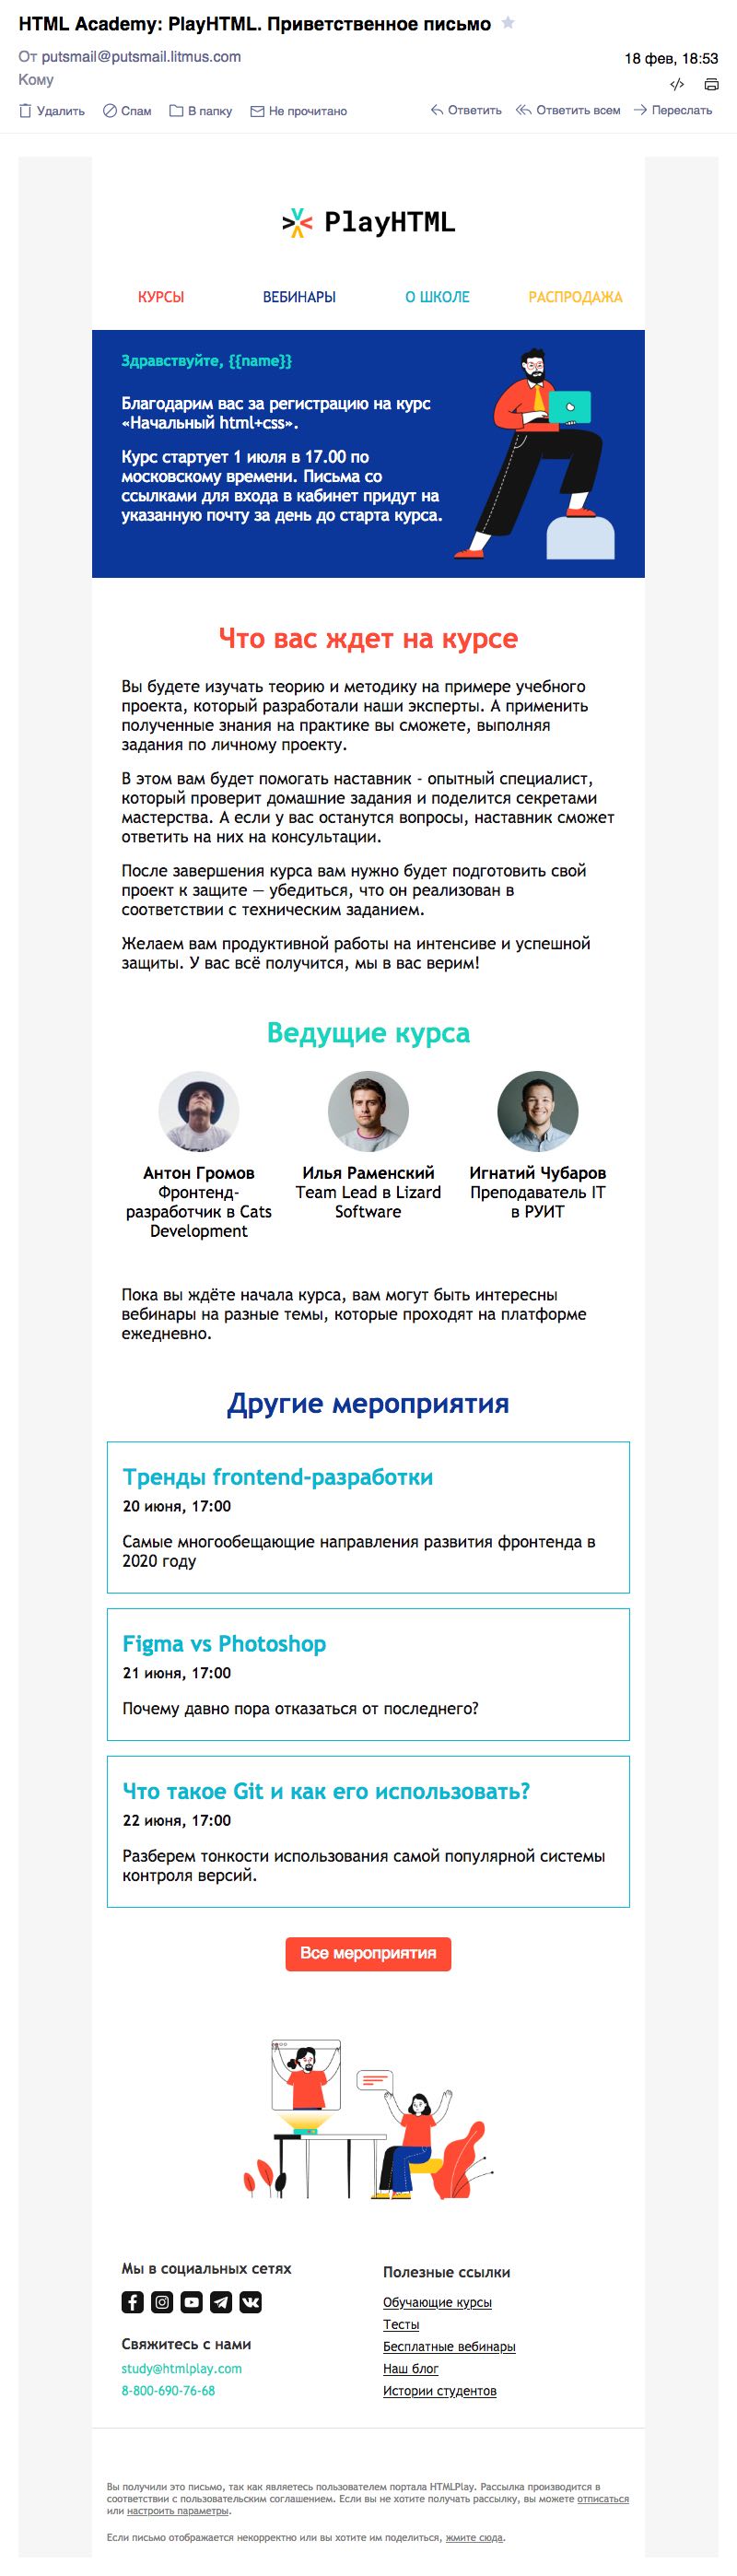 HTML Academy: PlayHTML. Приветственное письмо
От putsmail@putsmail.litmus.com
18 фев, 18:53
Кому
Удалить Спам В папку Не прочитано Ответить Ответить всем Переслать
PlayHTML
КУРСЫ ВЕБИНАРЫ О ШКОЛЕ РАСПРОДАЖА
Здравствуйте, {{name}}
Благодарим вас за регистрацию на курс
«Начальный html+css».
Курс стартует 1 июля в 17.00 по
московскому времени. Письма со
ссылками для входа в кабинет придут на
указанную почту за день до старта курса.
Что вас ждет на курсе
Вы будете изучать теорию и методику на примере учебного
проекта, который разработали наши эксперты. А применить
полученные знания на практике вы сможете, выполняя
задания по личному проекту.
В этом вам будет помогать наставник - опытный специалист,
который проверит домашние задания и поделится секретами
мастерства. А если у вас останутся вопросы, наставник сможет
ответить на них на консультации.
После завершения курса вам нужно будет подготовить свой
проект к защите — убедиться, что он реализован в
соответствии с техническим заданием.
Желаем вам продуктивной работы на интенсиве и успешной
защиты. У вас всё получится, мы в вас верим!
Ведущие курса
Антон Громов
Фронтенд-
разработчик в Cats
Development
Илья Раменский
Team Lead в Lizard
Software
Игнатий Чубаров
Преподаватель IT
в РУИТ
Пока вы ждёте начала курса, вам могут быть интересны
вебинары на разные темы, которые проходят на платформе
ежедневно.
Другие мероприятия
Тренды frontend-разработки
20 июня, 17:00
Самые многообещающие направления развития фронтенда в
2020 году
Figma vs Photoshop
21 июня, 17:00
Почему давно пора отказаться от последнего?
Что такое Git и как его использовать?
22 июня, 17:00
Разберем тонкости использования самой популярной системы
контроля версий.
Все мероприятия
Мы в социальных сетях
Свяжитесь с нами
study@htmlplay.com
8-800-690-76-68
Полезные ссылки
Обучающие курсы
Тесты
Бесплатные вебинары
Наш блог
Истории студентов
Вы получили это письмо, так как являетесь пользователем портала HTMLPlay. Рассылка производится в
соответствии с пользовательским соглашением. Если вы не хотите получать рассылку, вы можете отписаться
или настроить параметры.
Если письмо отображается некорректно или вы хотите им поделиться, жмите сюда.